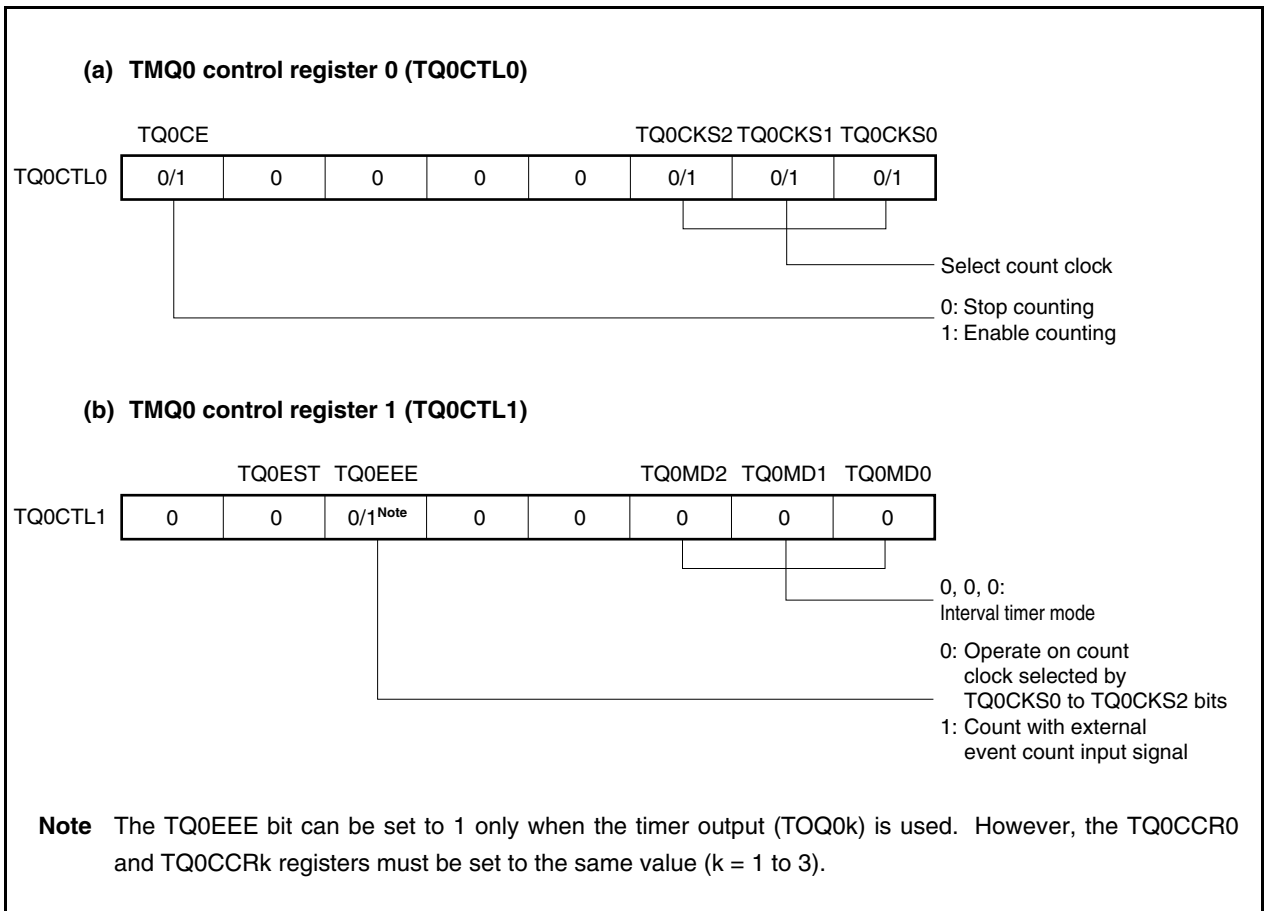 (a) TMQ0 control register 0 (TQ0CTL0)
TQ0CE TQ0CKS2 TQ0CKS1 TQ0CKS0
TQ0CTL0 0/1 0 0 0 0 0/1 0/1 0/1
Select count clock
0: Stop counting
1: Enable counting
(b) TMQ0 control register 1 (TQ0CTL1)
TQ0EST TQ0EEE TQ0MD2 TQ0MD1 TQ0MD0
TQ0CTL1 0 0 0/1Note 0 0 0 0 0
0, 0, 0:
Interval timer mode
0: Operate on count
clock selected by
TQ0CKS0 to TQ0CKS2 bits
1: Count with external
event count input signal
Note The TQ0EEE bit can be set to 1 only when the timer output (TOQ0k) is used. However, the TQ0CCR0
and TQ0CCRk registers must be set to the same value (k = 1 to 3).